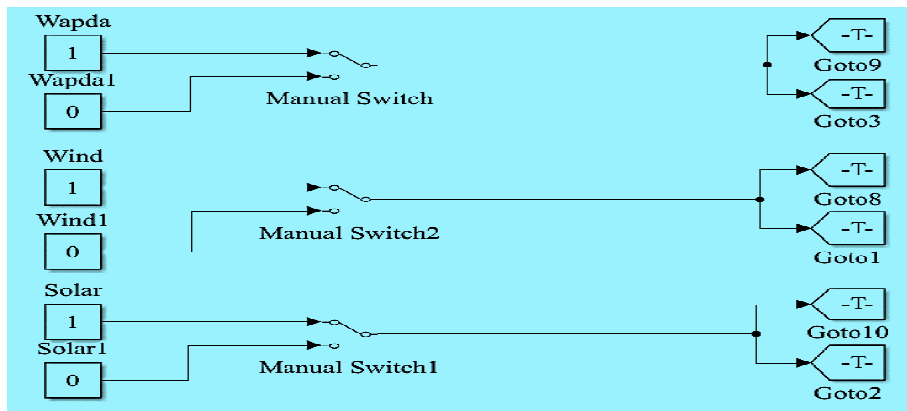 Wapda
1
-T-
Goto9
Wapda1
Manual Switch
0
-T-
Goto3
Wind
1
-T-
Goto8
Wind1
Manual Switch2
0
-T-
Goto1
Solar
1
-T-
Goto10
Solar1
Manual Switch1
0
-T-
Goto2